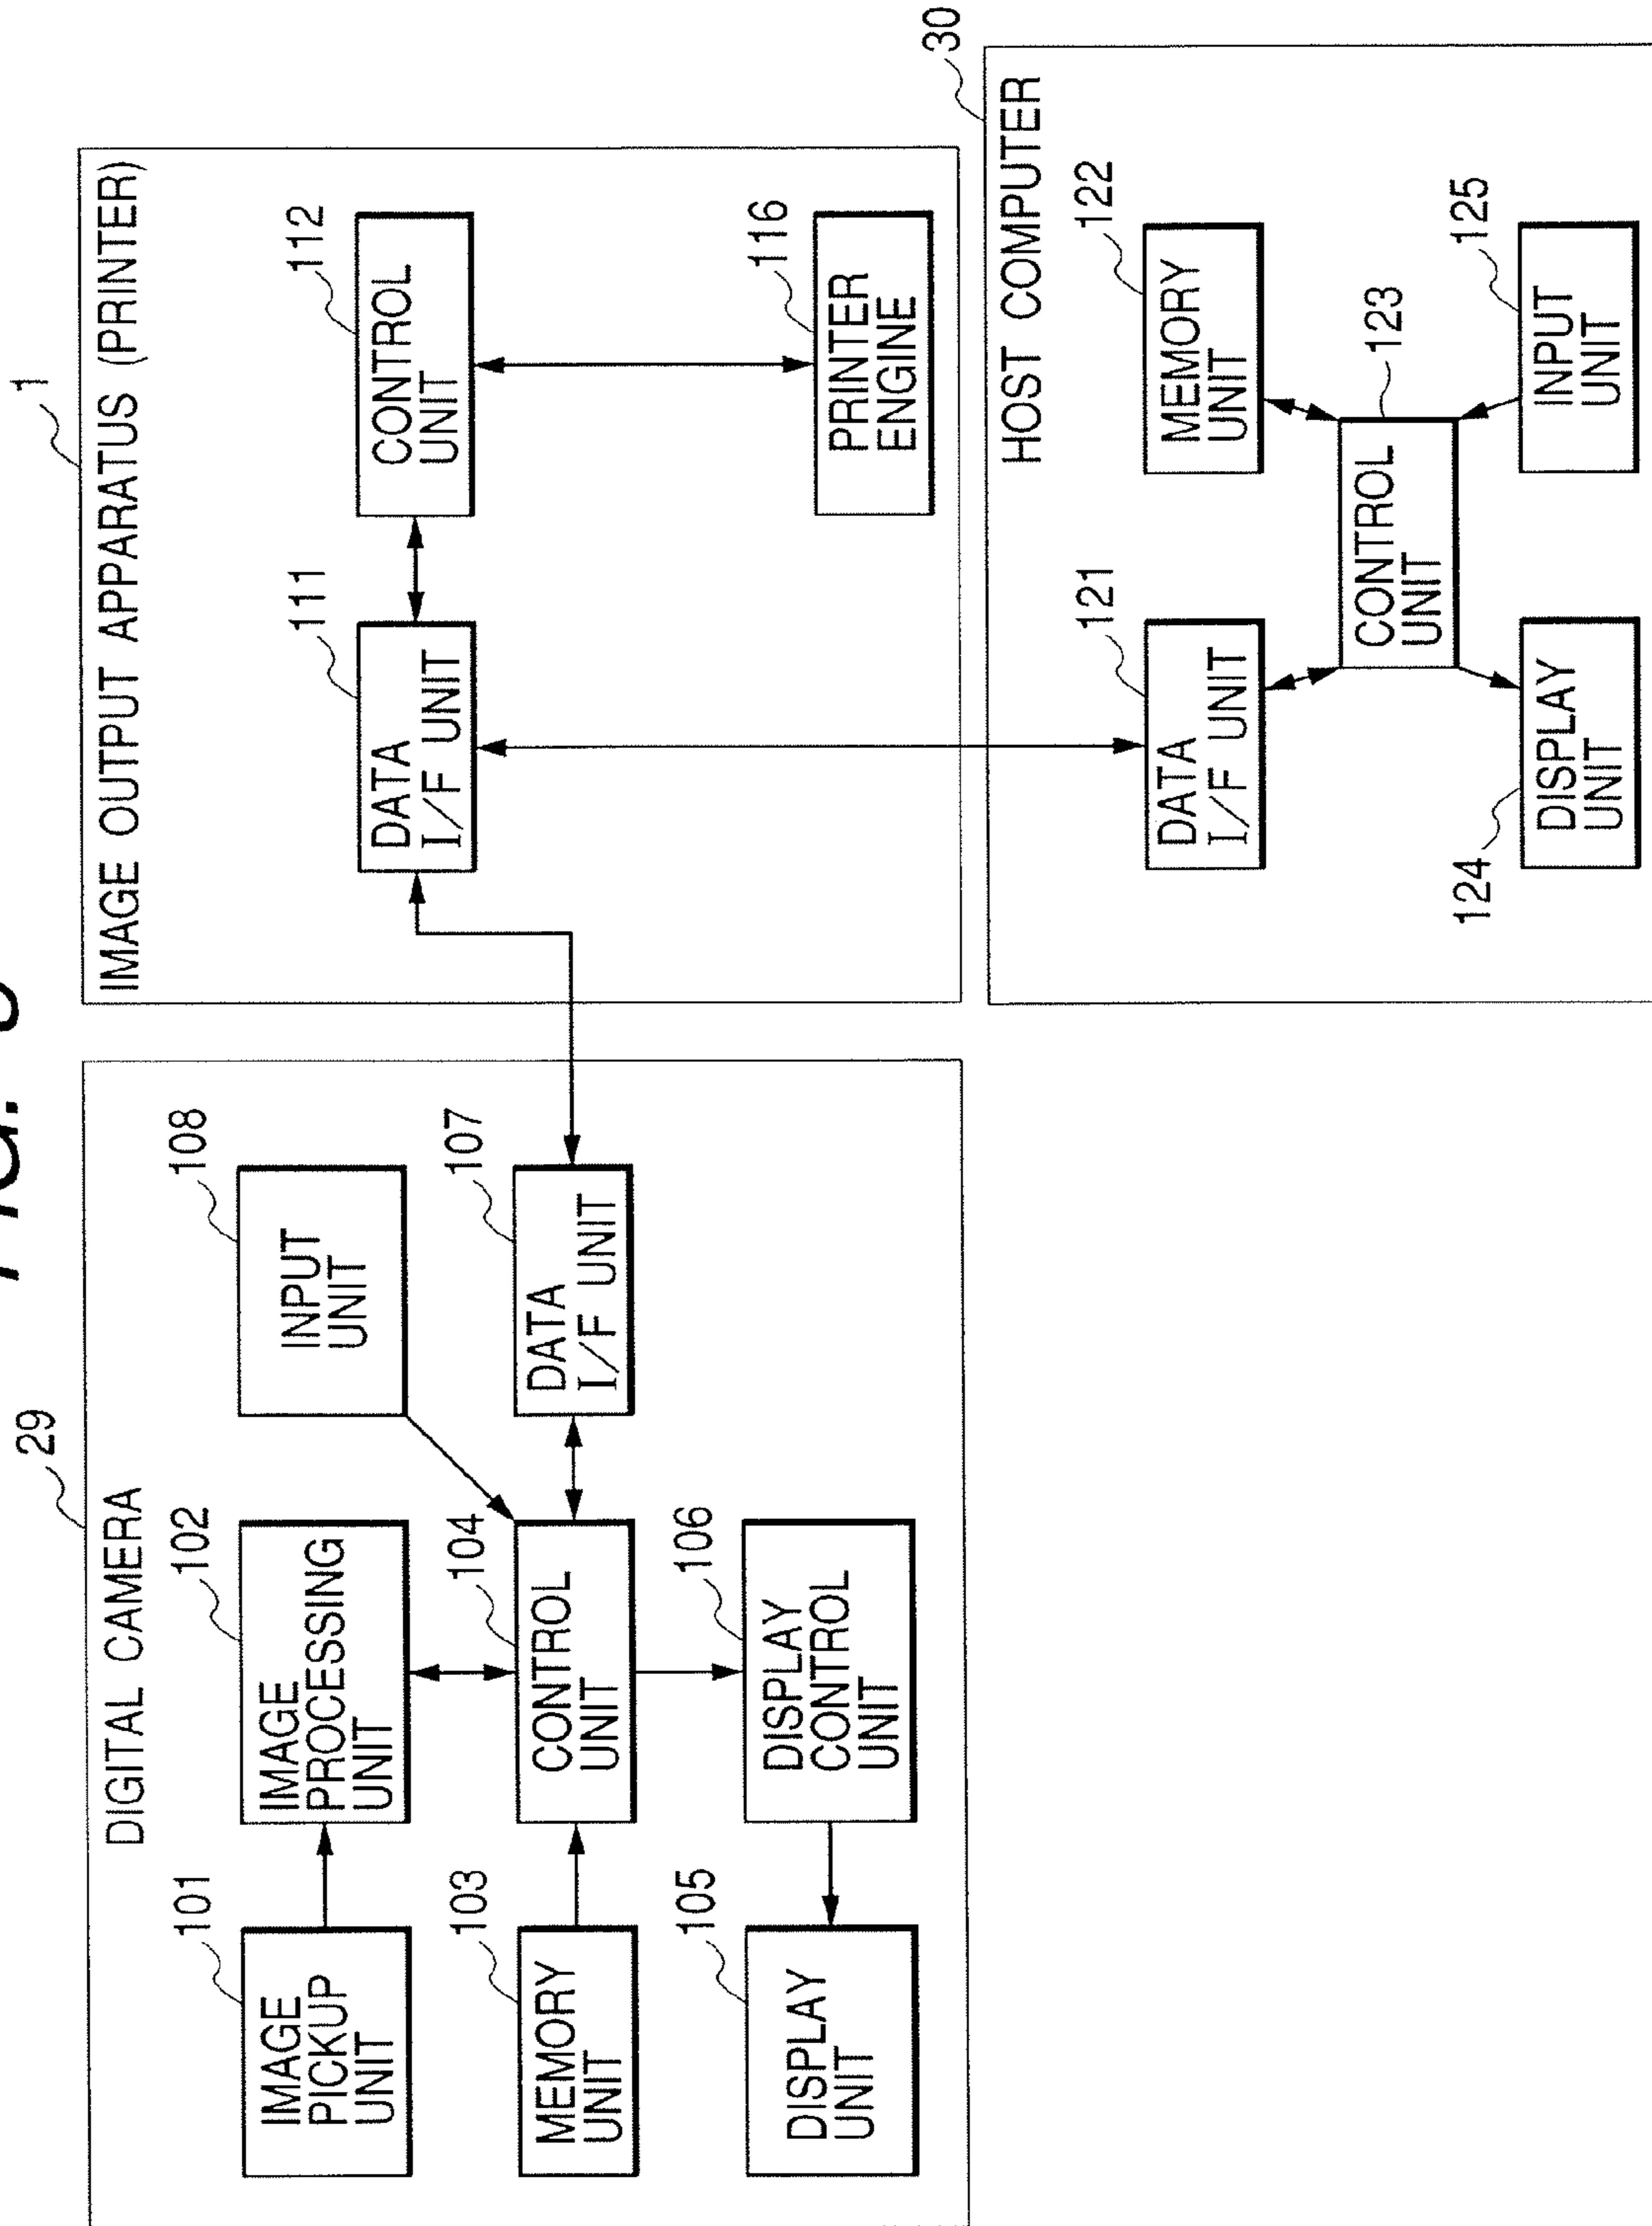 29
DIGITAL CAMERA
101
IMAGE
PICKUP
UNIT
102
IMAGE
PROCESSING
UNIT
108
INPUT
UNIT
103
MEMORY
UNIT
104
CONTROL
UNIT
107
DATA
I/F UNIT
105
DISPLAY
UNIT
106
DISPLAY
CONTROL
UNIT
1
IMAGE OUTPUT APPARATUS (PRINTER)
111
DATA
I/F UNIT
112
CONTROL
UNIT
116
PRINTER
ENGINE
30
HOST COMPUTER
121
DATA
I/F UNIT
122
MEMORY
UNIT
123
CONTROL
UNIT
124
DISPLAY
UNIT
125
INPUT
UNIT